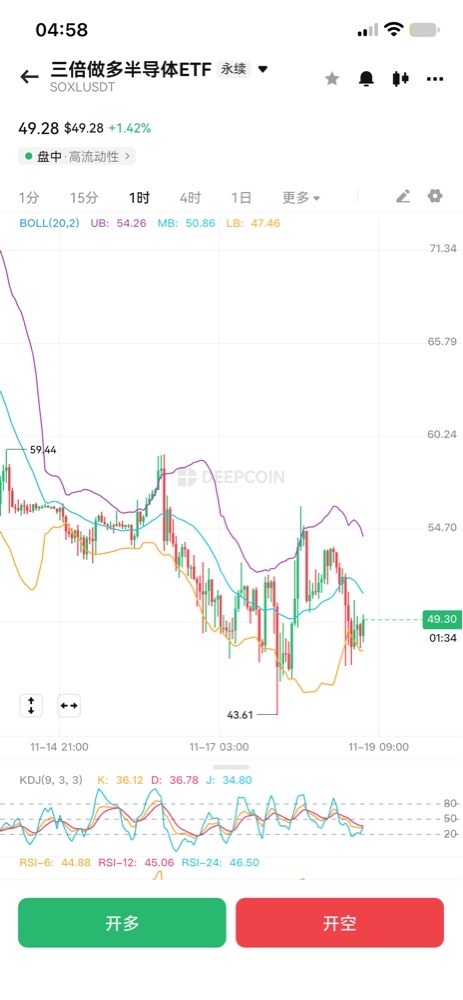 04:58
三倍做多半导体ETF 永续
SOXLUSDT
49.28 $49.28 +1.42%
盘中·高流动性
1分 15分 1时 4时 1日 更多
BOLL(20,2) UB: 54.26 MB: 50.86 LB: 47.46
71.34
65.79
60.24
59.44
DEEPCOIN
54.70
49.30
01:34
43.61
11-14 21:00 11-17 03:00 11-19 09:00
KDJ(9, 3, 3) K: 36.12 D: 36.78 J: 34.80
80
50
20
RSI-6: 44.88 RSI-12: 45.06 RSI-24: 46.50
开多 开空